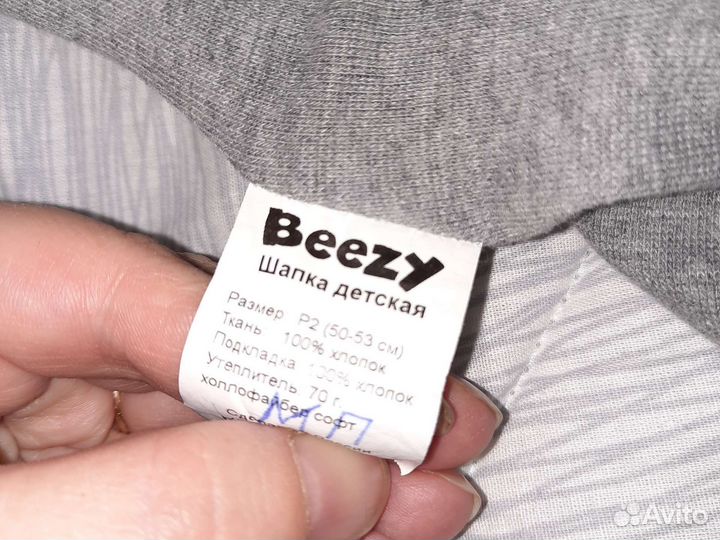 Beezy
Шапка детская
Размер Р2 (50-53 см)
Ткань 100% хлопок
Подкладка 100% хлопок
Утеплитель 70 г.
холлофайбер софт
МП
Avito